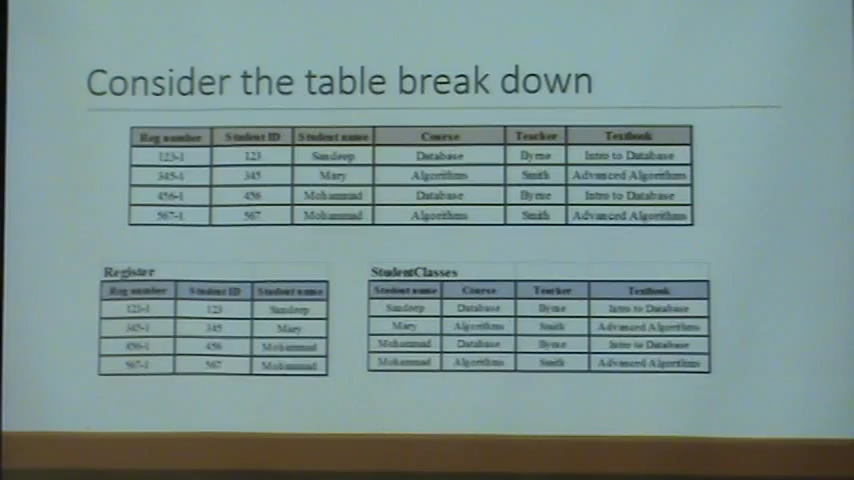 Consider the table break down
Reg number Student ID Student name Course Teacher Textbook
123-1 123 Sandeep Database Byrne Intro to Database
345-1 345 Mary Algorithms Smith Advanced Algorithms
456-1 456 Mohammad Database Byrne Intro to Database
567-1 567 Mohammad Algorithms Smith Advanced Algorithms
Register
Reg number Student ID Student name
123-1 123 Sandeep
345-1 345 Mary
456-1 456 Mohammad
567-1 567 Mohammad
StudentClasses
Student name Course Teacher Textbook
Sandeep Database Byrne Intro to Database
Mary Algorithms Smith Advanced Algorithms
Mohammad Database Byrne Intro to Database
Mohammad Algorithms Smith Advanced Algorithms